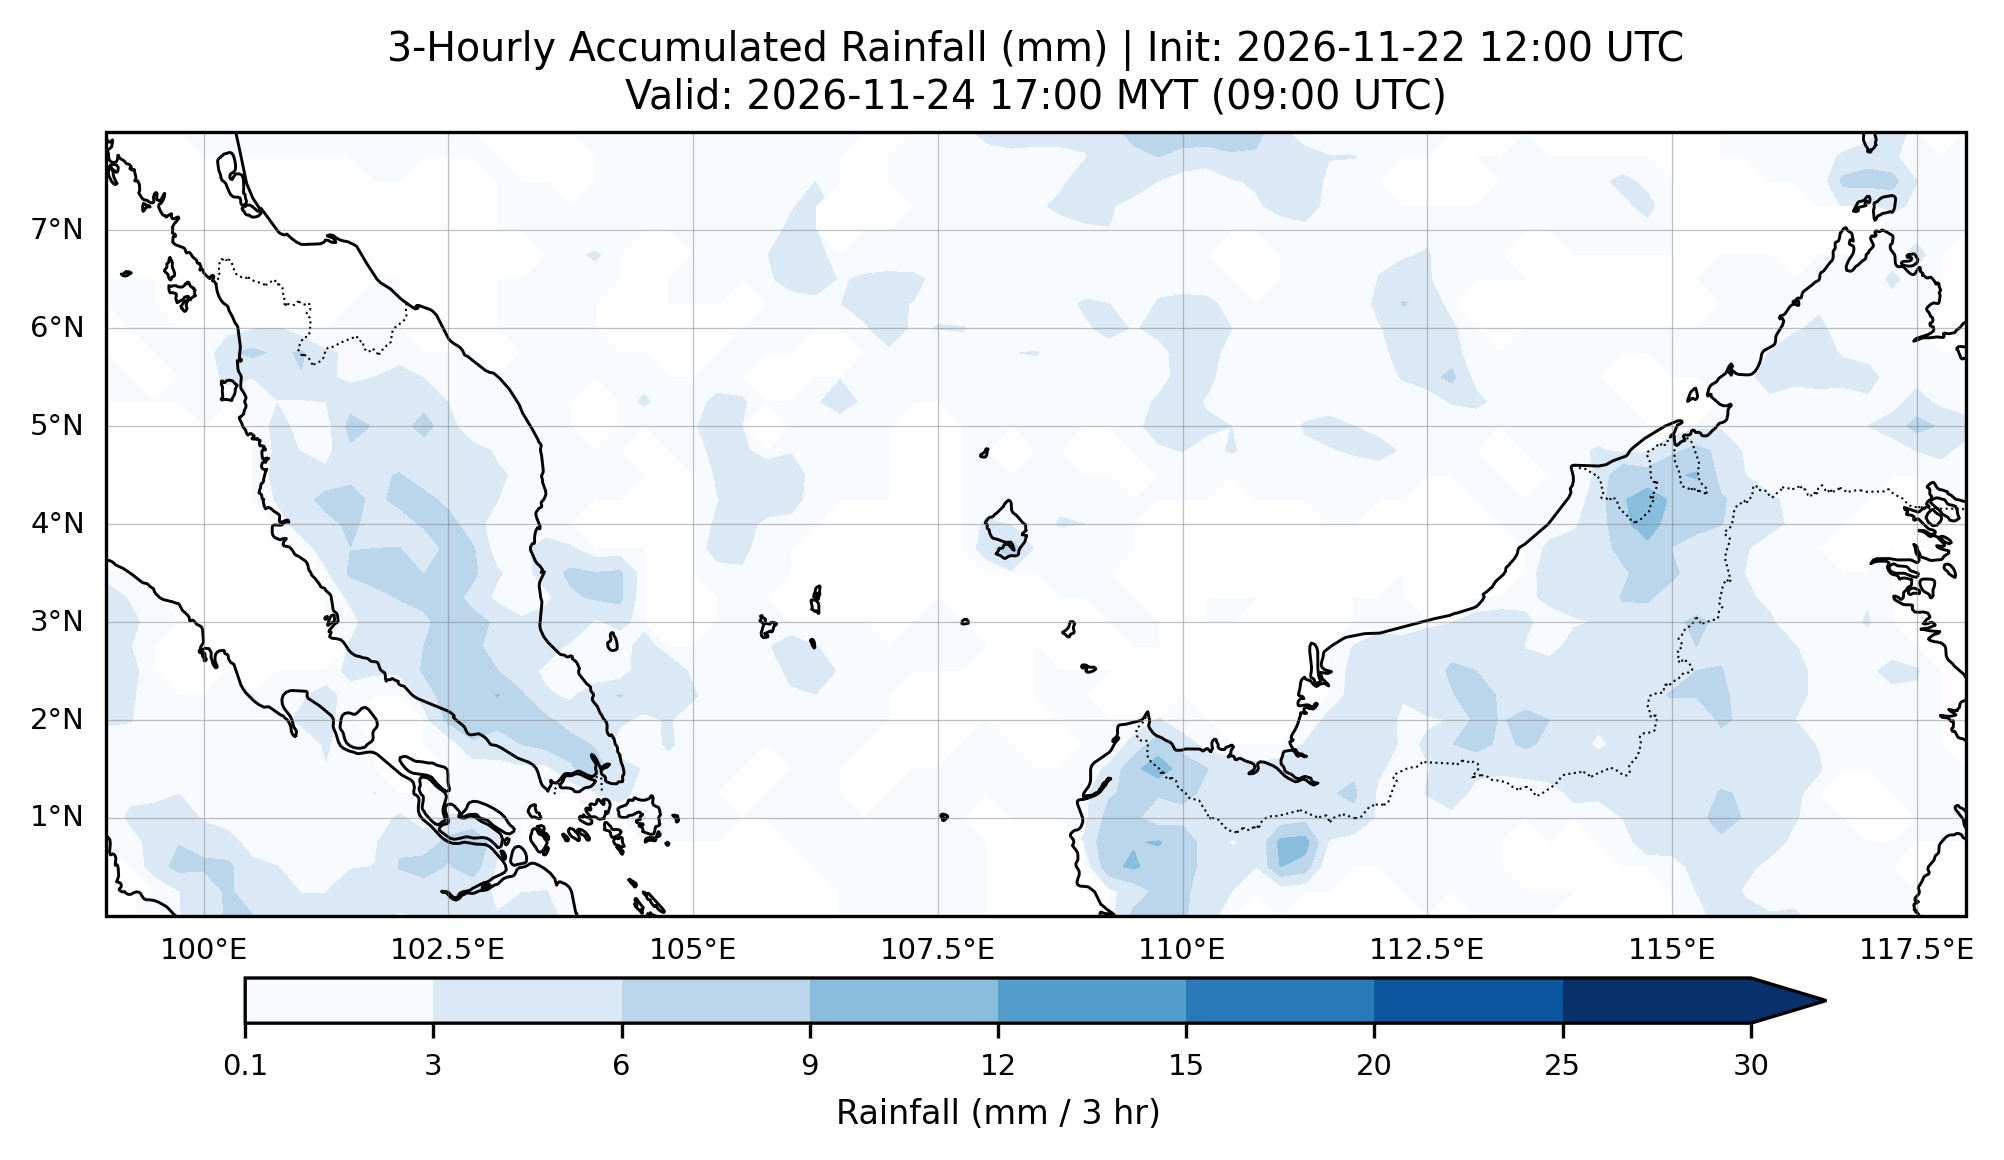 3-Hourly Accumulated Rainfall (mm) | Init: 2026-11-22 12:00 UTC
Valid: 2026-11-24 17:00 MYT (09:00 UTC)
7°N
6°N
5°N
4°N
3°N
2°N
1°N
100°E 102.5°E 105°E 107.5°E 110°E 112.5°E 115°E 117.5°E
0.1 3 6 9 12 15 20 25 30
Rainfall (mm / 3 hr)